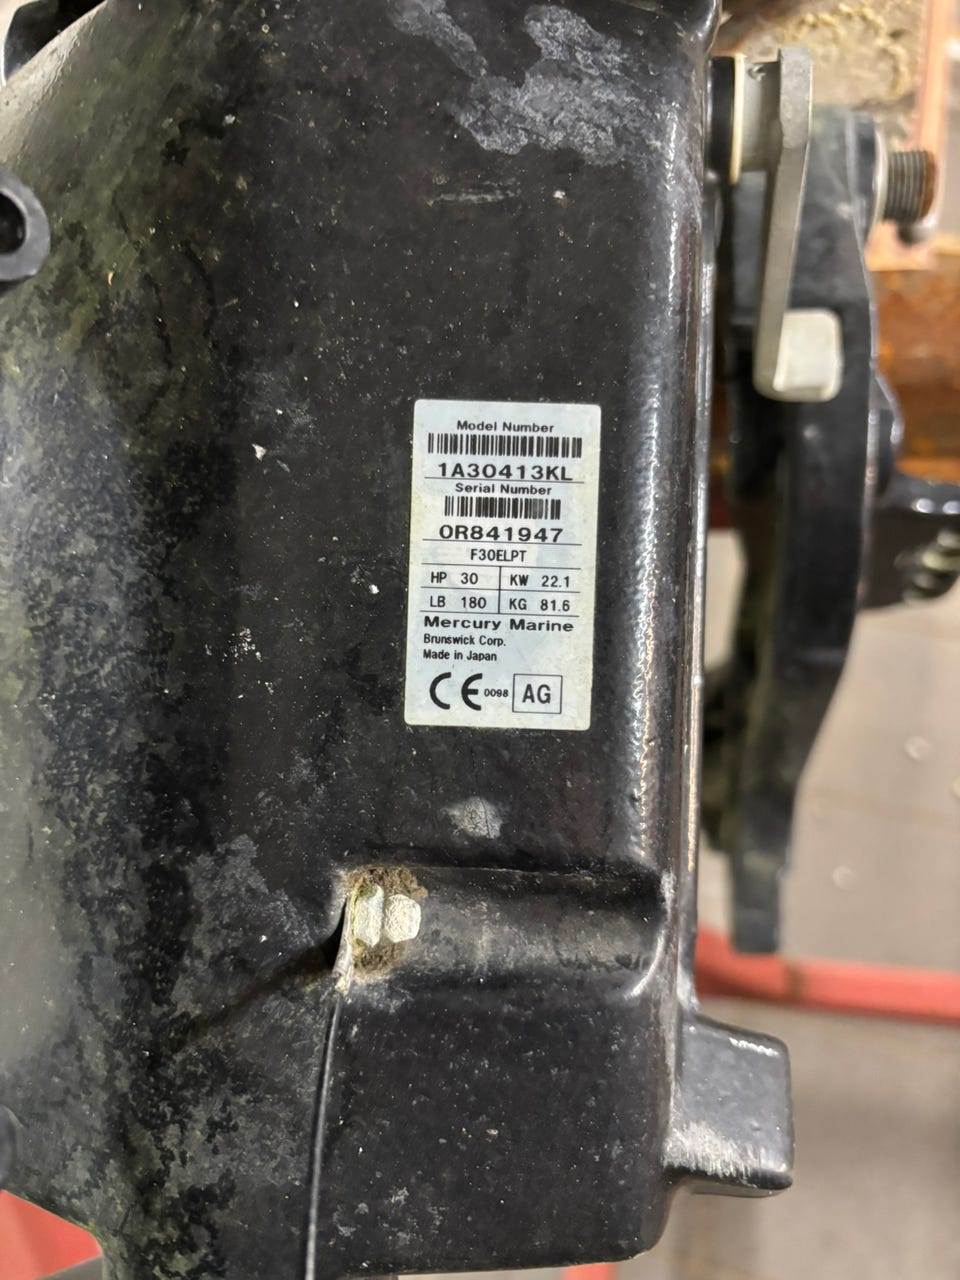 Model Number
1A30413KL
Serial Number
0R841947
F30ELPT
HP 30 KW 22.1
LB 180 KG 81.6
Mercury Marine
Brunswick Corp.
Made in Japan
CE 0098 AG